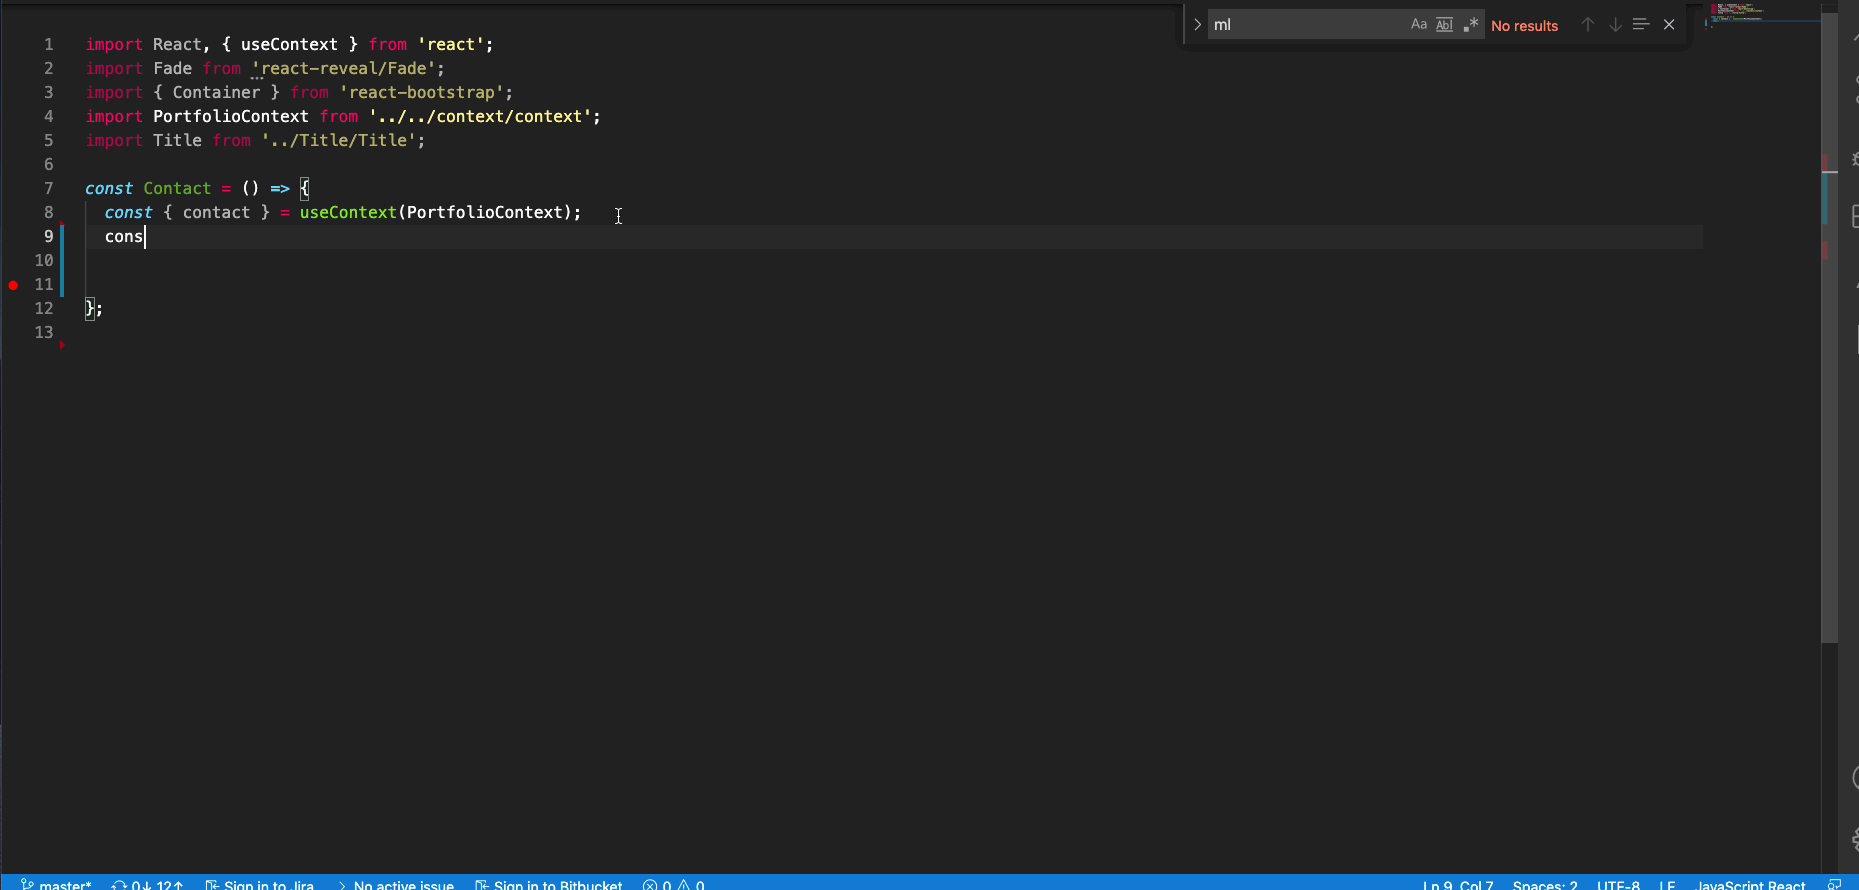 ml Aa Abl .* No results
1 import React, { useContext } from 'react';
2 import Fade from 'react-reveal/Fade';
3 import { Container } from 'react-bootstrap';
4 import PortfolioContext from '../../context/context';
5 import Title from '../Title/Title';
6
7 const Contact = () => {
8 const { contact } = useContext(PortfolioContext);
9 cons
10
11
12 };
13
master* 0↓ 12↑ Sign in to Jira No active issue Sign in to Bitbucket 0 0 Ln 9, Col 7 Spaces: 2 UTF-8 LF JavaScript React